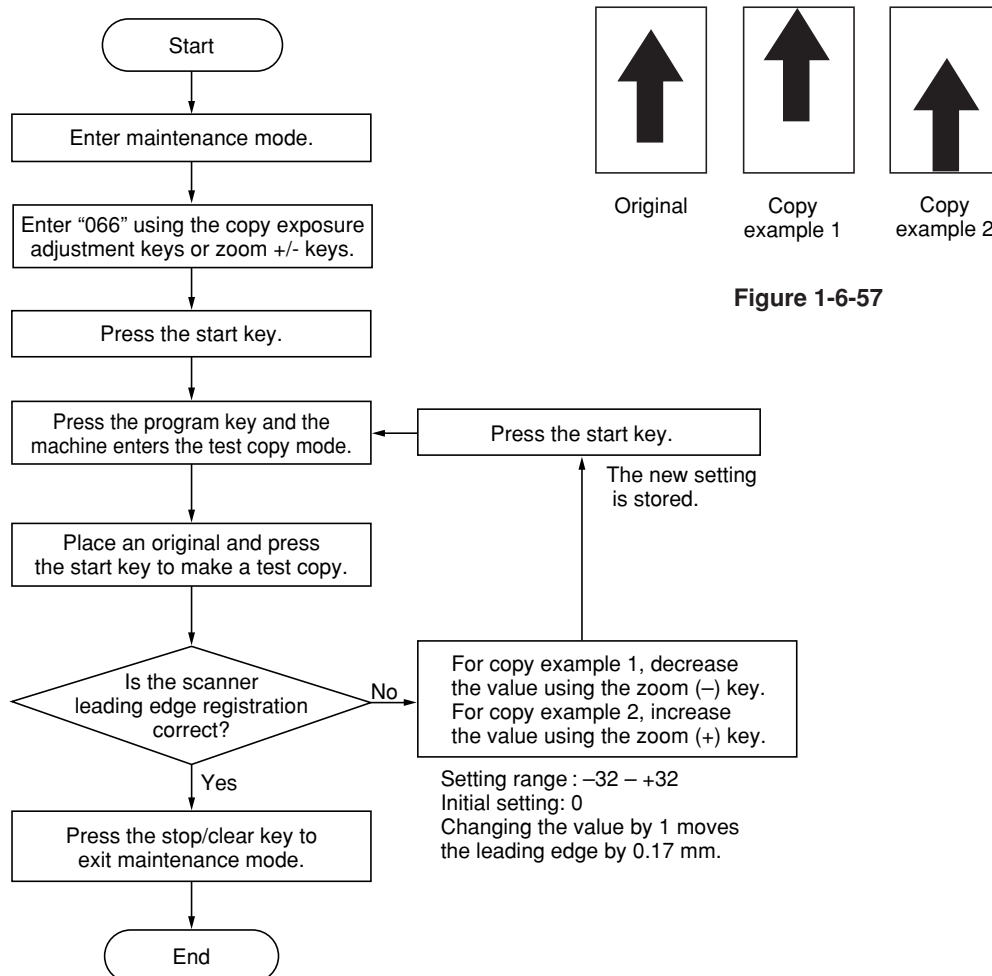 Start
Enter maintenance mode.
Enter “066” using the copy exposure
adjustment keys or zoom +/- keys.
Press the start key.
Press the program key and the
machine enters the test copy mode.
Place an original and press
the start key to make a test copy.
Is the scanner
leading edge registration
correct?
No
Yes
Press the stop/clear key to
exit maintenance mode.
End
Press the start key.
The new setting
is stored.
For copy example 1, decrease
the value using the zoom (–) key.
For copy example 2, increase
the value using the zoom (+) key.
Setting range : –32 – +32
Initial setting: 0
Changing the value by 1 moves
the leading edge by 0.17 mm.
Original
Copy
example 1
Copy
example 2
Figure 1-6-57